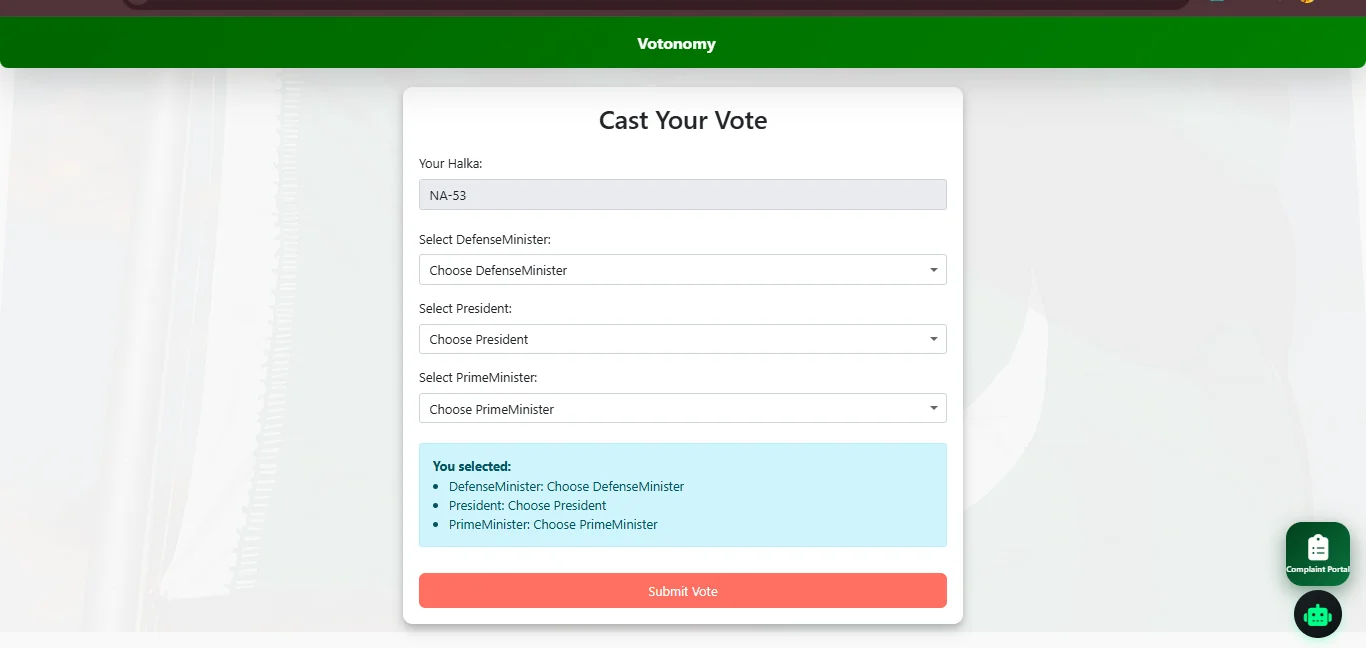 Votonomy
Cast Your Vote
Your Halka:
NA-53
Select DefenseMinister:
Choose DefenseMinister
Select President:
Choose President
Select PrimeMinister:
Choose PrimeMinister
You selected:
DefenseMinister: Choose DefenseMinister
President: Choose President
PrimeMinister: Choose PrimeMinister
Submit Vote
Complaint Portal